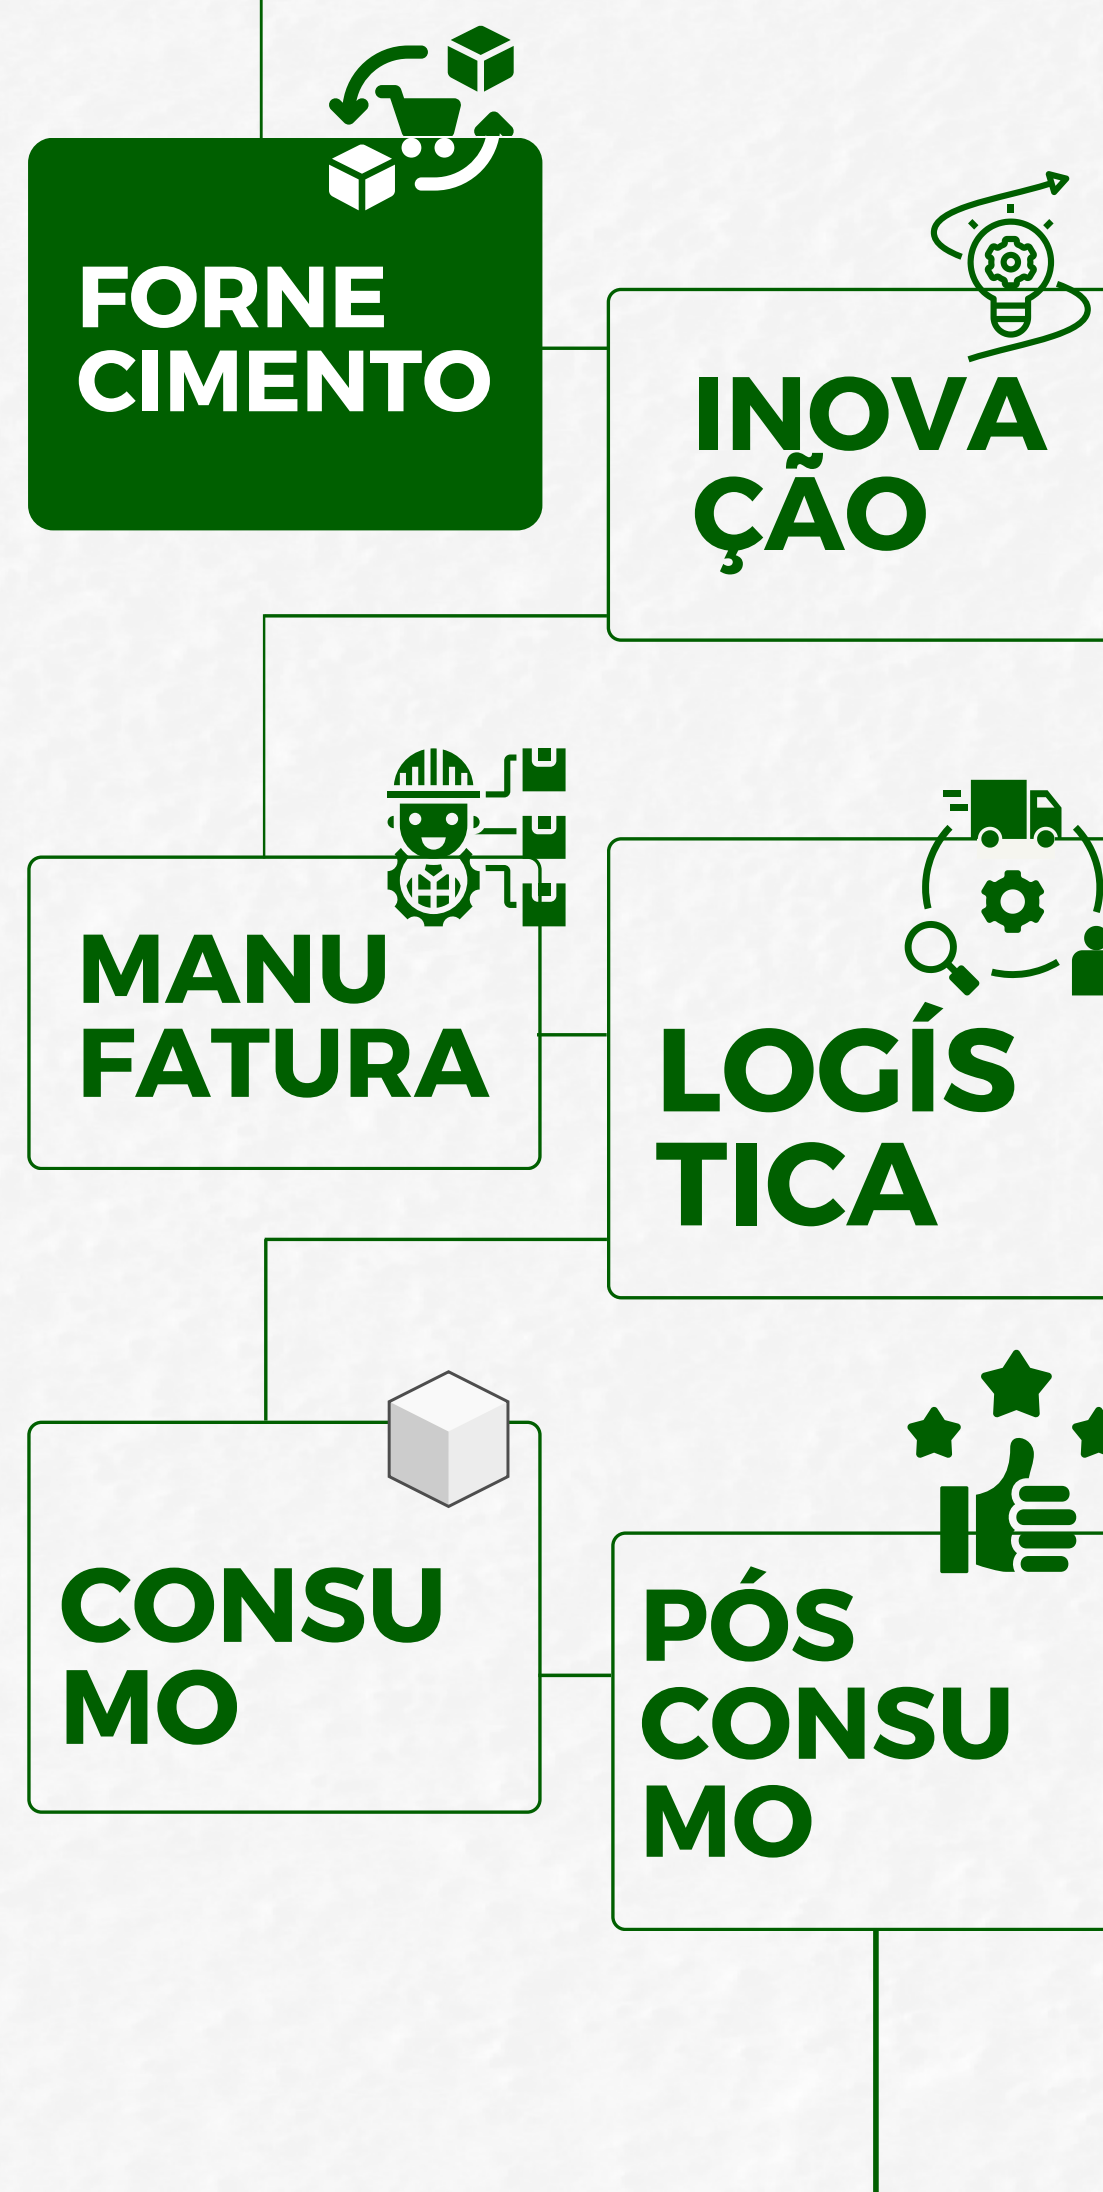 FORNE
CIMENTO
INOVA
ÇÃO
MANU
FATURA
LOGÍS
TICA
CONSU
MO
PÓS
CONSU
MO